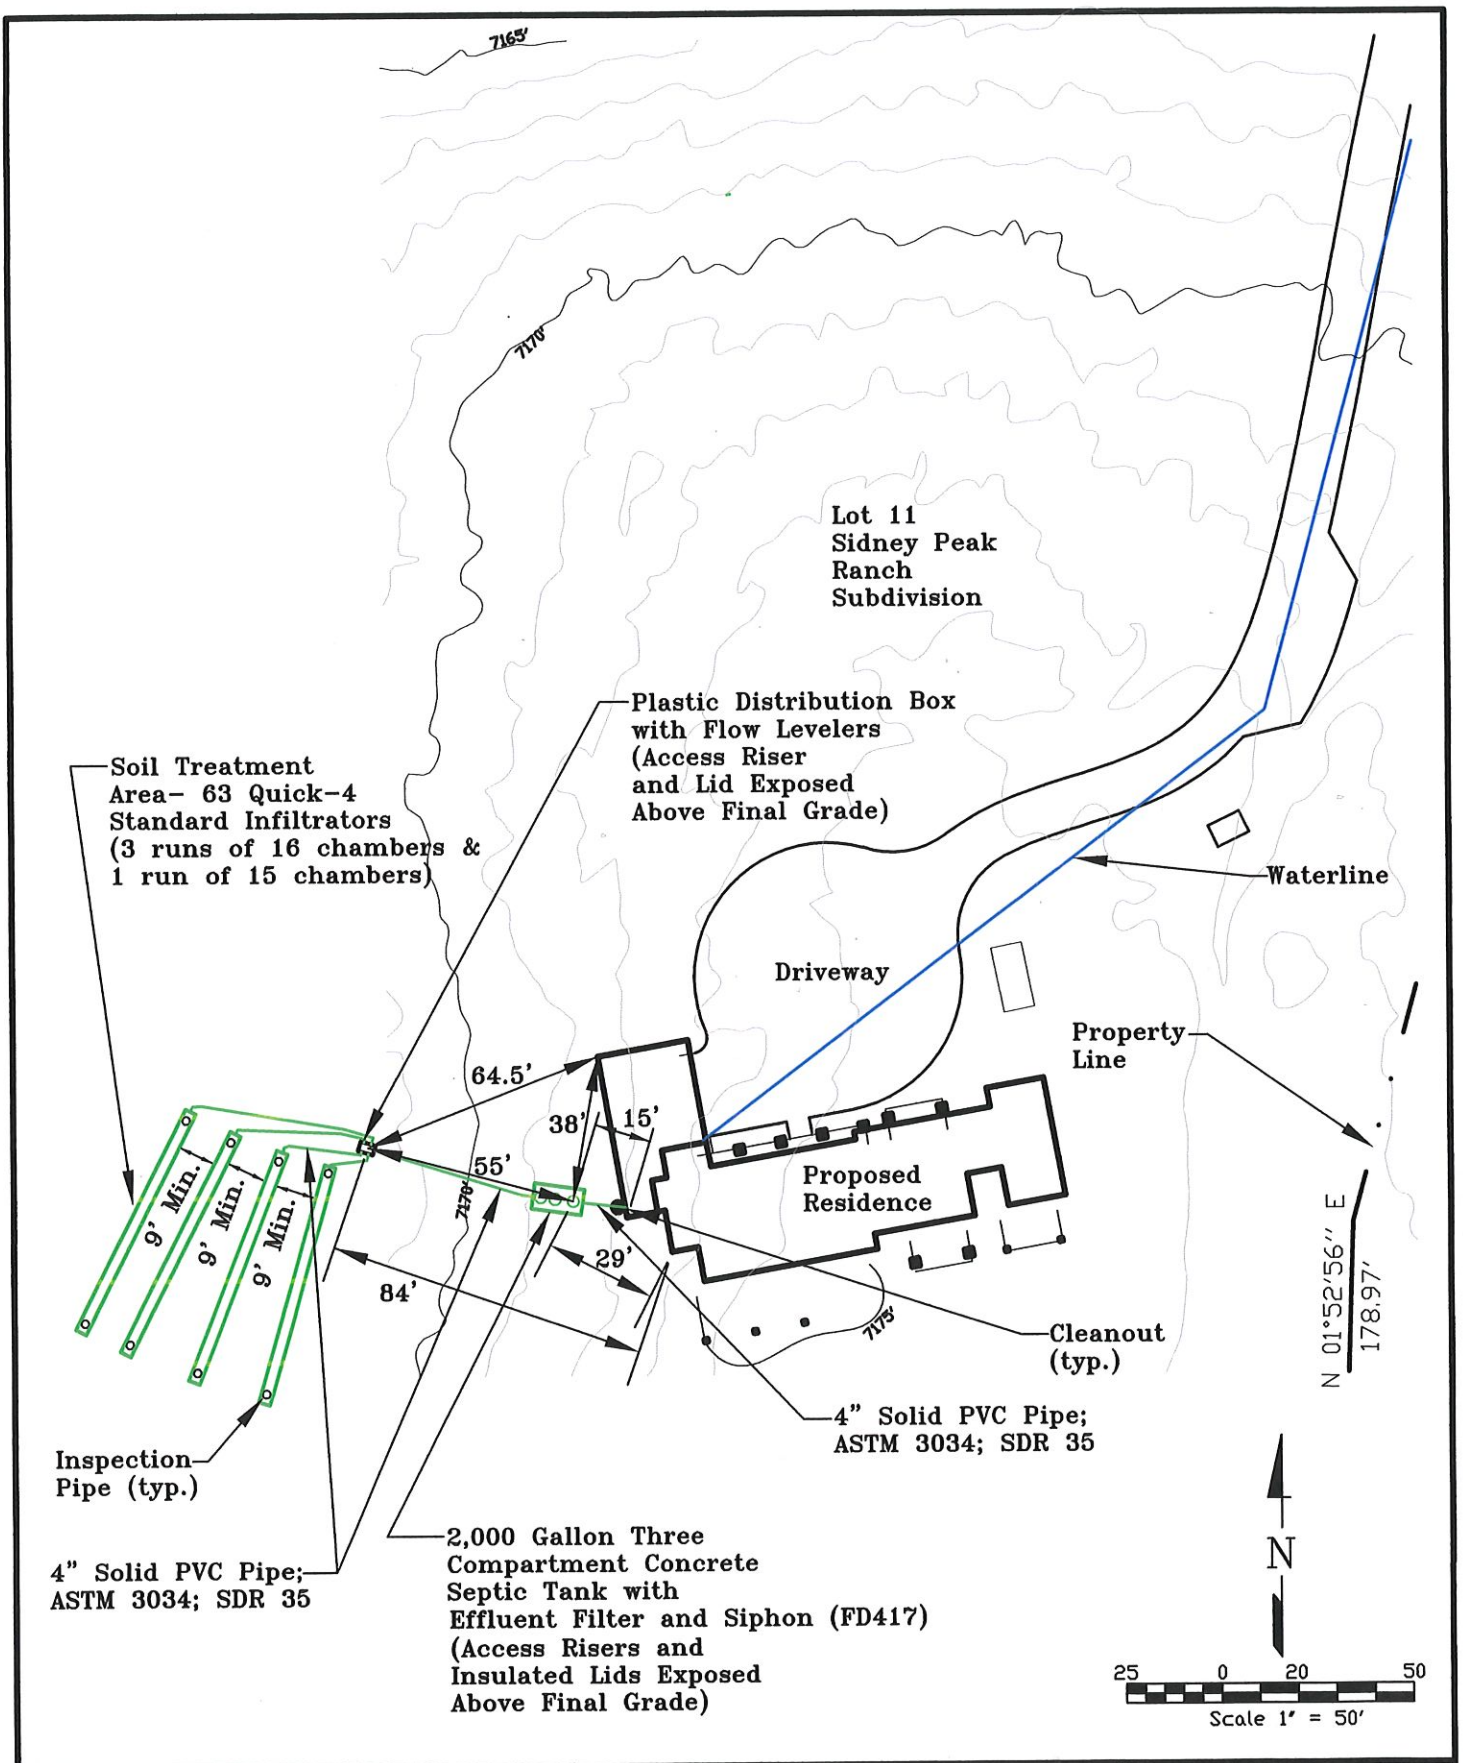 7165'
7170'
Lot 11
Sidney Peak
Ranch
Subdivision
Plastic Distribution Box
with Flow Levelers
(Access Riser
and Lid Exposed
Above Final Grade)
Soil Treatment
Area- 63 Quick-4
Standard Infiltrators
(3 runs of 16 chambers &
1 run of 15 chambers)
Waterline
Driveway
Property
Line
64.5'
38'
15'
55'
7170'
Proposed
Residence
9' Min.
9' Min.
9' Min.
29'
84'
7175'
N 01°52'56" E
178.97'
Cleanout
(typ.)
4" Solid PVC Pipe;
ASTM 3034; SDR 35
Inspection
Pipe (typ.)
4" Solid PVC Pipe;
ASTM 3034; SDR 35
2,000 Gallon Three
Compartment Concrete
Septic Tank with
Effluent Filter and Siphon (FD417)
(Access Risers and
Insulated Lids Exposed
Above Final Grade)
N
25 0 20 50
Scale 1" = 50'